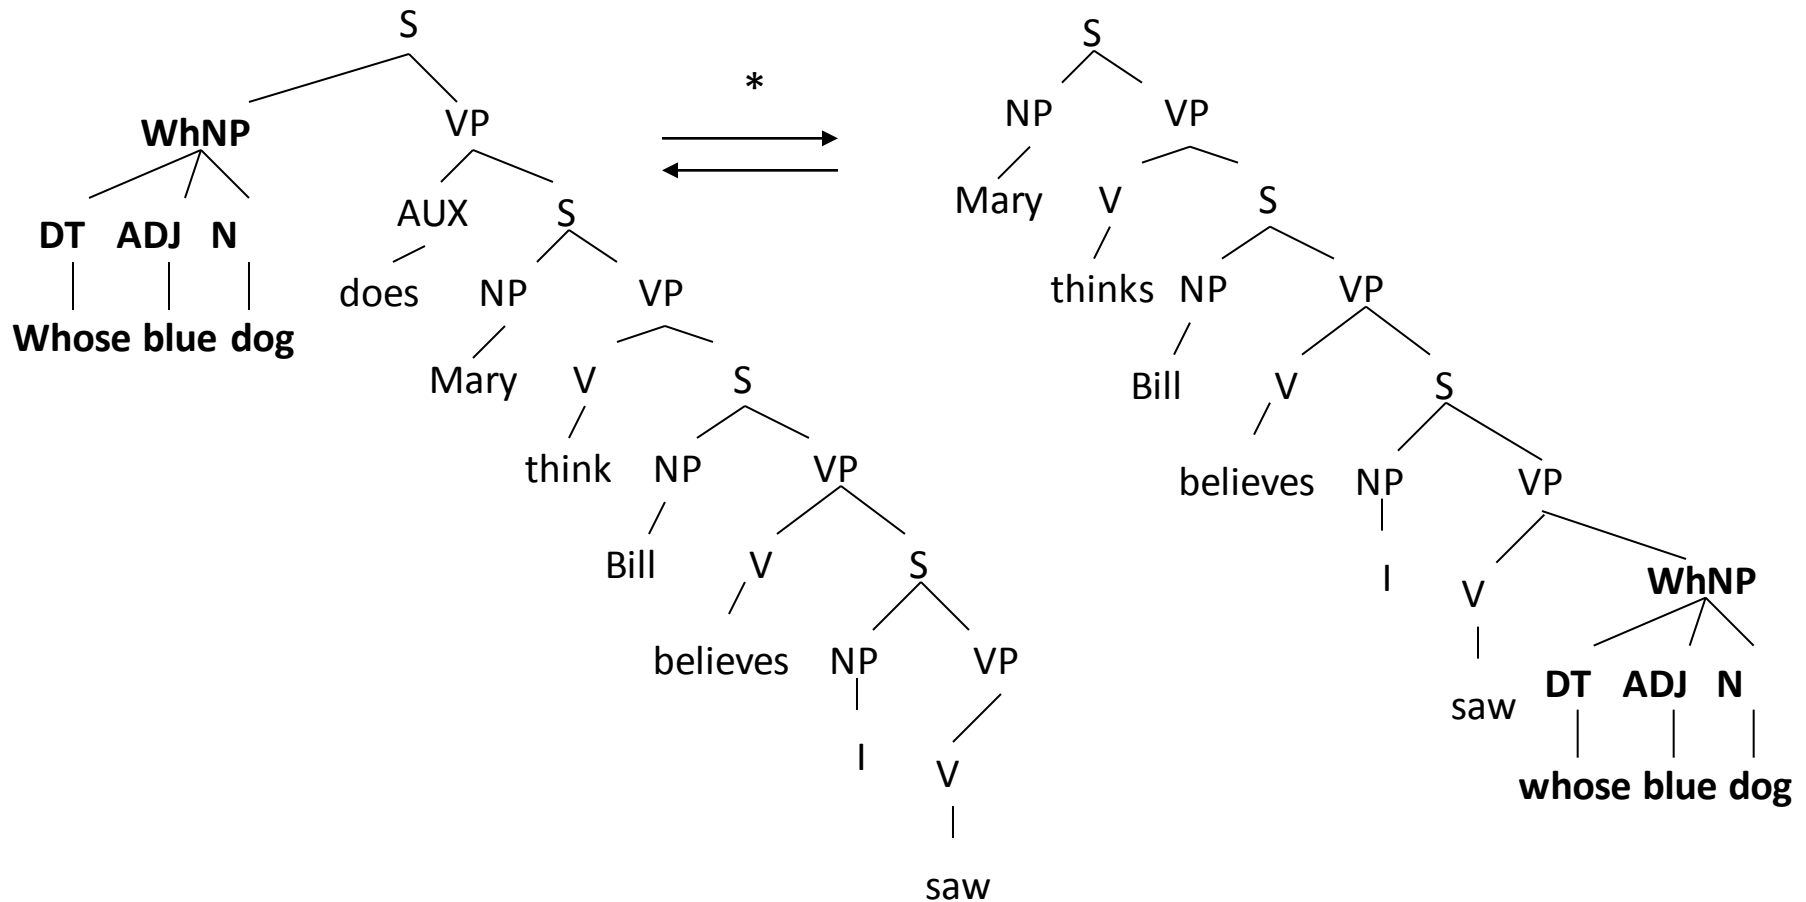 S
WhNP VP
DT ADJ N
Whose blue dog
AUX S
does NP VP
Mary V S
think NP VP
Bill V S
believes NP VP
I V
saw
*
S
NP VP
Mary V S
thinks NP VP
Bill V S
believes NP VP
I V WhNP
saw DT ADJ N
whose blue dog